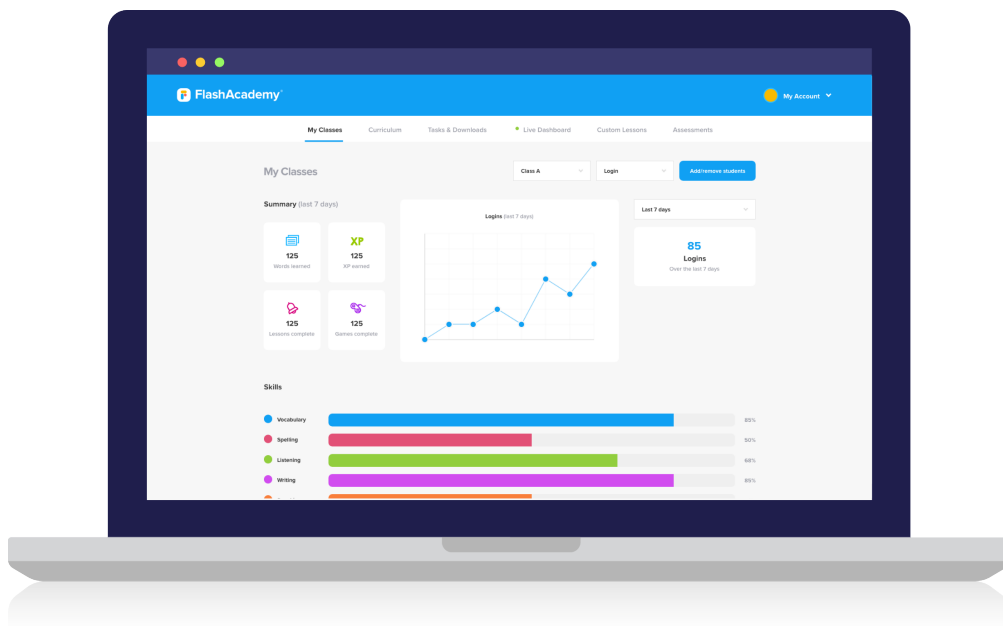 FlashAcademy®
My Account
My Classes Curriculum Tasks & Downloads Live Dashboard Custom Lessons Assessments
My Classes
Class A Login Add/remove students
Summary (last 7 days)
Logins (last 7 days)
Last 7 days
125
Words learned
XP
125
XP earned
85
Logins
Over the last 7 days
125
Lessons complete
125
Games complete
Skills
Vocabulary 85%
Spelling 50%
Listening 68%
Writing 85%